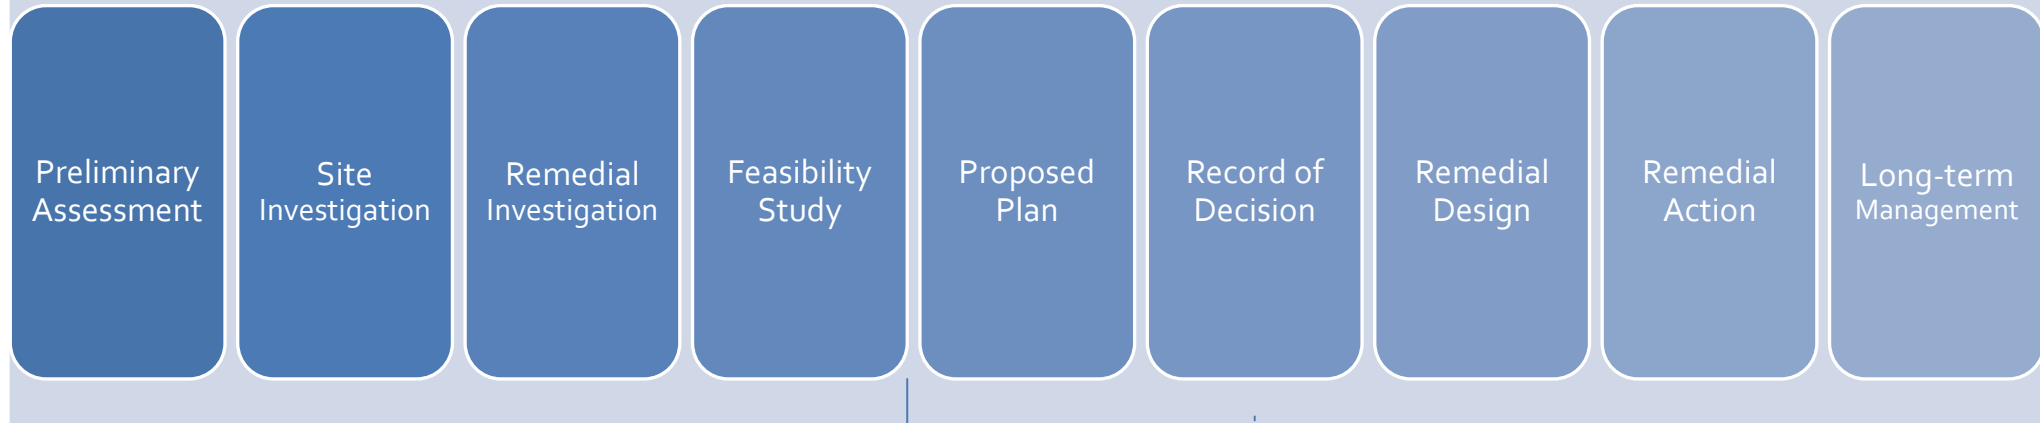 Preliminary
Assessment
Site
Investigation
Remedial
Investigation
Feasibility
Study
Proposed
Plan
Record of
Decision
Remedial
Design
Remedial
Action
Long-term
Management